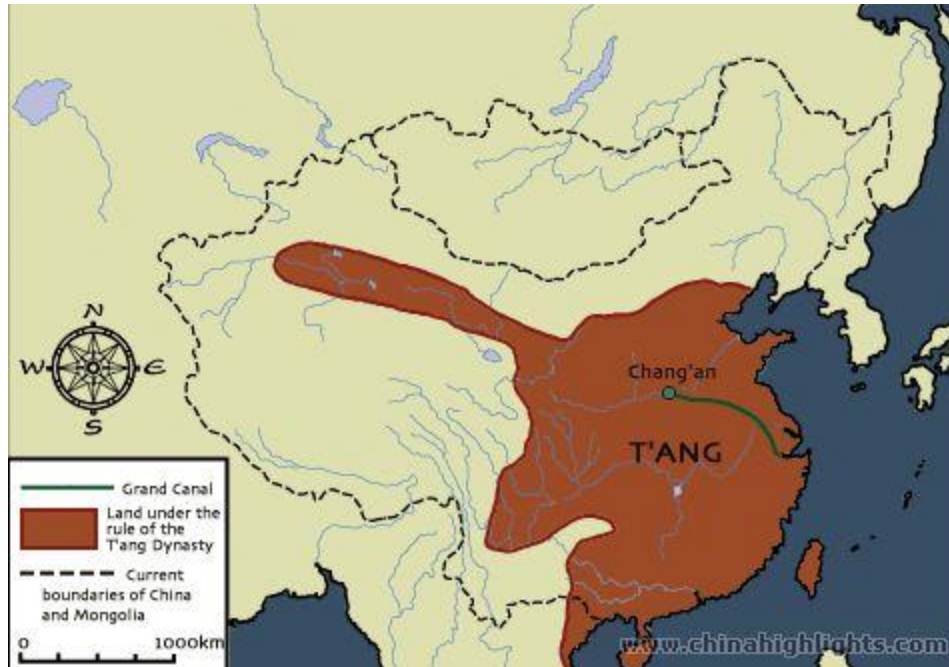 N
W
E
S
Chang'an
T'ANG
Grand Canal
Land under the
rule of the
T'ang Dynasty
Current
boundaries of China
and Mongolia
0 1000km
www.chinahighlights.com